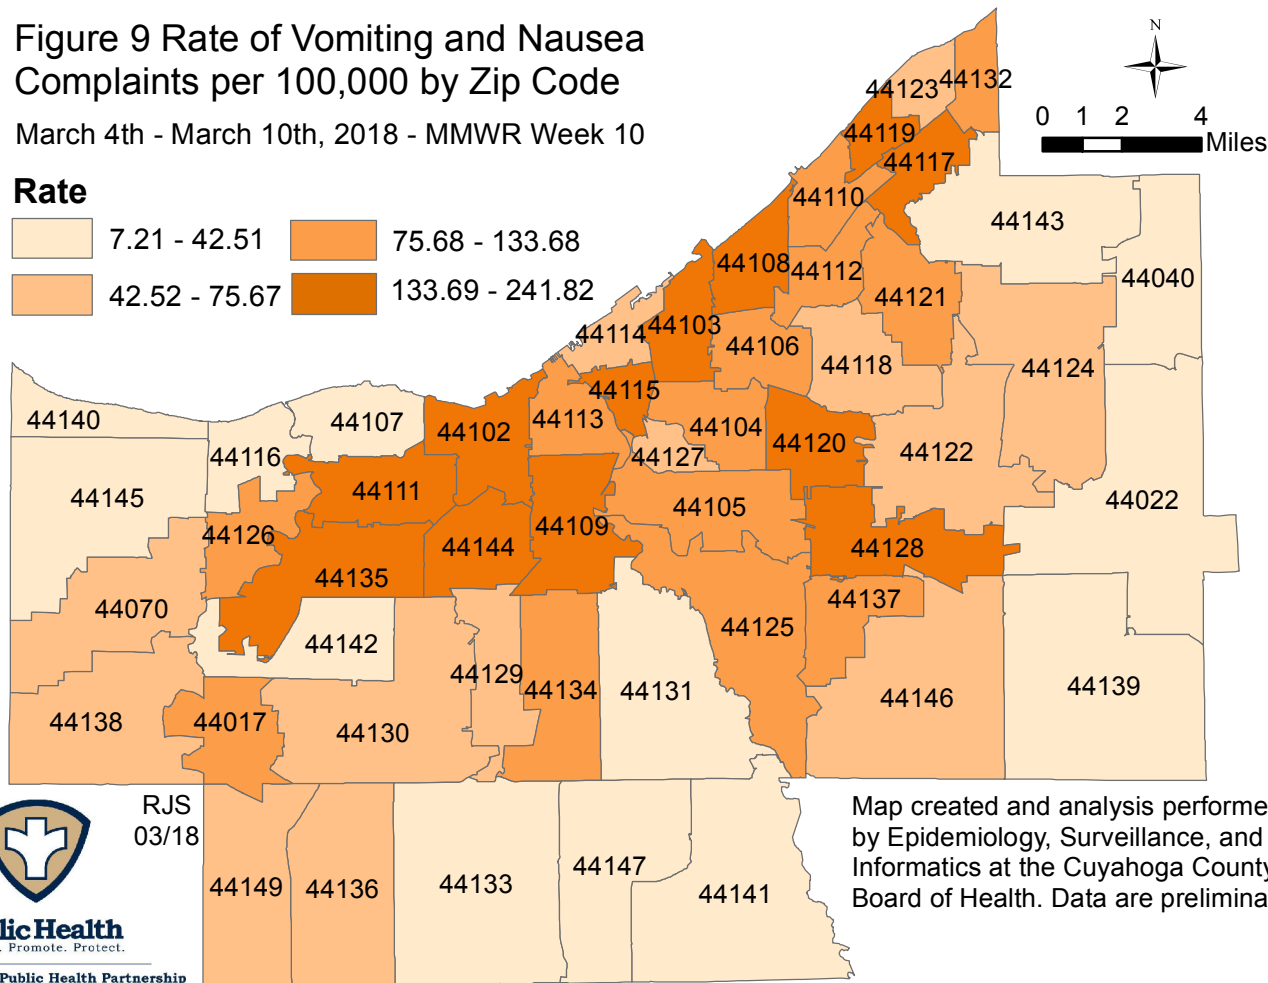 Figure 9 Rate of Vomiting and Nausea
Complaints per 100,000 by Zip Code
March 4th - March 10th, 2018 - MMWR Week 10
N
0 1 2 4
Miles
Rate
7.21 - 42.51
75.68 - 133.68
42.52 - 75.67
133.69 - 241.82
44123
44132
44119
44117
44110
44143
44108
44112
44040
44121
44114
44103
44106
44118
44124
44115
44140
44107
44102
44113
44104
44120
44116
44127
44122
44145
44111
44105
44022
44126
44109
44144
44128
44135
44070
44137
44142
44125
44129
44134
44131
44139
44146
44138
44017
44130
44149
44136
44133
44147
44141
RJS
03/18
lic Health
. Promote. Protect.
Public Health Partnership
Map created and analysis performe
by Epidemiology, Surveillance, and
Informatics at the Cuyahoga County
Board of Health. Data are prelimina